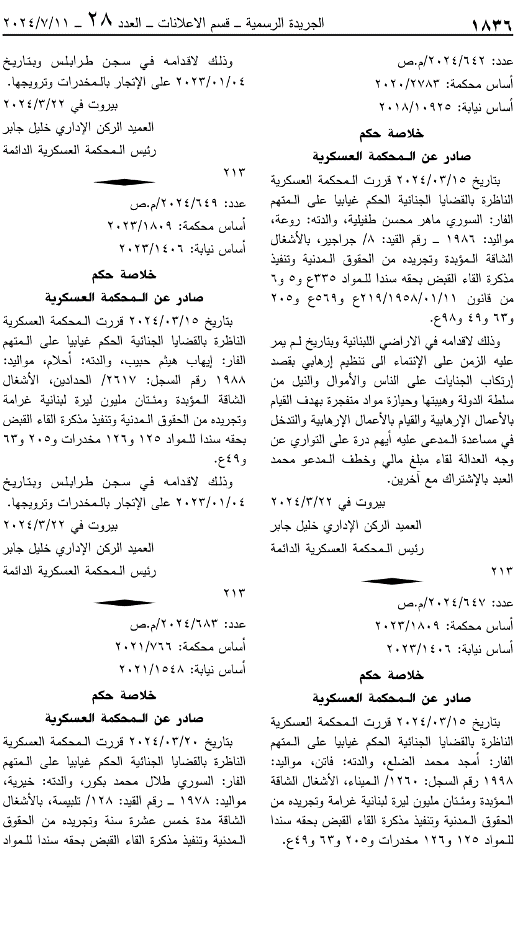 ١٨٣٦
الجريدة الرسمية ــ قسم الاعلانات ــ العدد ٢٨ ــ ٢٠٢٤/٧/١١
عدد: ٢٠٢٤/٦٤٢/م.ص
أساس محكمة: ٢٠٢٠/٢٧٨٣
أساس نيابة: ٢٠١٨/١٠٩٢٥
خلاصة حكم
صادر عن المحكمة العسكرية
بتاريخ ٢٠٢٤/٠٣/١٥ قررت المحكمة العسكرية
الناظرة بالقضايا الجنائية الحكم غيابيا على المتهم
الفار: السوري ماهر محسن طفيلية، والدته: روعة،
مواليد: ١٩٨٦ ــ رقم القيد: ٨/ جراجير، بالأشغال
الشاقة المؤبدة وتجريده من الحقوق المدنية وتنفيذ
مذكرة القاء القبض بحقه سندا للمواد ٣٣٥ع و٥ و٦
من قانون ٢١٩/١٩٥٨/٠١/١١ع و٥٦٩ع و٢٠٥
و٦٣ و٤٩ و٩٨ع.
وذلك لاقدامه في الاراضي اللبنانية وبتاريخ لم يمر
عليه الزمن على الإنتماء الى تنظيم إرهابي بقصد
إرتكاب الجنايات على الناس والأموال والنيل من
سلطة الدولة وهيبتها وحيازة مواد متفجرة بهدف القيام
بالأعمال الإرهابية والقيام بالأعمال الإرهابية والتدخل
في مساعدة المدعى عليه أيهم درة على التواري عن
وجه العدالة لقاء مبلغ مالي وخطف المدعو محمد
العبد بالإشتراك مع أخرين.
بيروت في ٢٠٢٤/٣/٢٢
العميد الركن الإداري خليل جابر
رئيس المحكمة العسكرية الدائمة
٢١٣
عدد: ٢٠٢٤/٦٤٧/م.ص
أساس محكمة: ٢٠٢٣/١٨٠٩
أساس نيابة: ٢٠٢٣/١٤٠٦
خلاصة حكم
صادر عن المحكمة العسكرية
بتاريخ ٢٠٢٤/٠٣/١٥ قررت المحكمة العسكرية
الناظرة بالقضايا الجنائية الحكم غيابيا على المتهم
الفار: أمجد محمد الضلع، والدته: فاتن، مواليد:
١٩٩٨ رقم السجل: ١٢٦٠/ الميناء، الأشغال الشاقة
المؤبدة ومئتان مليون ليرة لبنانية غرامة وتجريده من
الحقوق المدنية وتنفيذ مذكرة القاء القبض بحقه سندا
للمواد ١٢٥ و١٢٦ مخدرات و٢٠٥ و٦٣ و٤٩ع.
وذلك لاقدامه في سجن طرابلس وبتاريخ
٢٠٢٣/٠١/٠٤ على الإتجار بالمخدرات وترويجها.
بيروت في ٢٠٢٤/٣/٢٢
العميد الركن الإداري خليل جابر
رئيس المحكمة العسكرية الدائمة
٢١٣
عدد: ٢٠٢٤/٦٤٩/م.ص
أساس محكمة: ٢٠٢٣/١٨٠٩
أساس نيابة: ٢٠٢٣/١٤٠٦
خلاصة حكم
صادر عن المحكمة العسكرية
بتاريخ ٢٠٢٤/٠٣/١٥ قررت المحكمة العسكرية
الناظرة بالقضايا الجنائية الحكم غيابيا على المتهم
الفار: إيهاب هيثم حبيب، والدته: أحلام، مواليد:
١٩٨٨ رقم السجل: ٢٦١٧/ الحدادين، الأشغال
الشاقة المؤبدة ومئتان مليون ليرة لبنانية غرامة
وتجريده من الحقوق المدنية وتنفيذ مذكرة القاء القبض
بحقه سندا للمواد ١٢٥ و١٢٦ مخدرات و٢٠٥ و٦٣
و٤٩ع.
وذلك لاقدامه في سجن طرابلس وبتاريخ
٢٠٢٣/٠١/٠٤ على الإتجار بالمخدرات وترويجها.
بيروت في ٢٠٢٤/٣/٢٢
العميد الركن الإداري خليل جابر
رئيس المحكمة العسكرية الدائمة
٢١٣
عدد: ٢٠٢٤/٦٨٣/م.ص
أساس محكمة: ٢٠٢١/٧٦٦
أساس نيابة: ٢٠٢١/١٥٤٨
خلاصة حكم
صادر عن المحكمة العسكرية
بتاريخ ٢٠٢٤/٠٣/٢٠ قررت المحكمة العسكرية
الناظرة بالقضايا الجنائية الحكم غيابيا على المتهم
الفار: السوري طلال محمد بكور، والدته: خيرية،
مواليد: ١٩٧٨ ــ رقم القيد: ١٢٨/ تلبيسة، بالأشغال
الشاقة مدة خمس عشرة سنة وتجريده من الحقوق
المدنية وتنفيذ مذكرة القاء القبض بحقه سندا للمواد